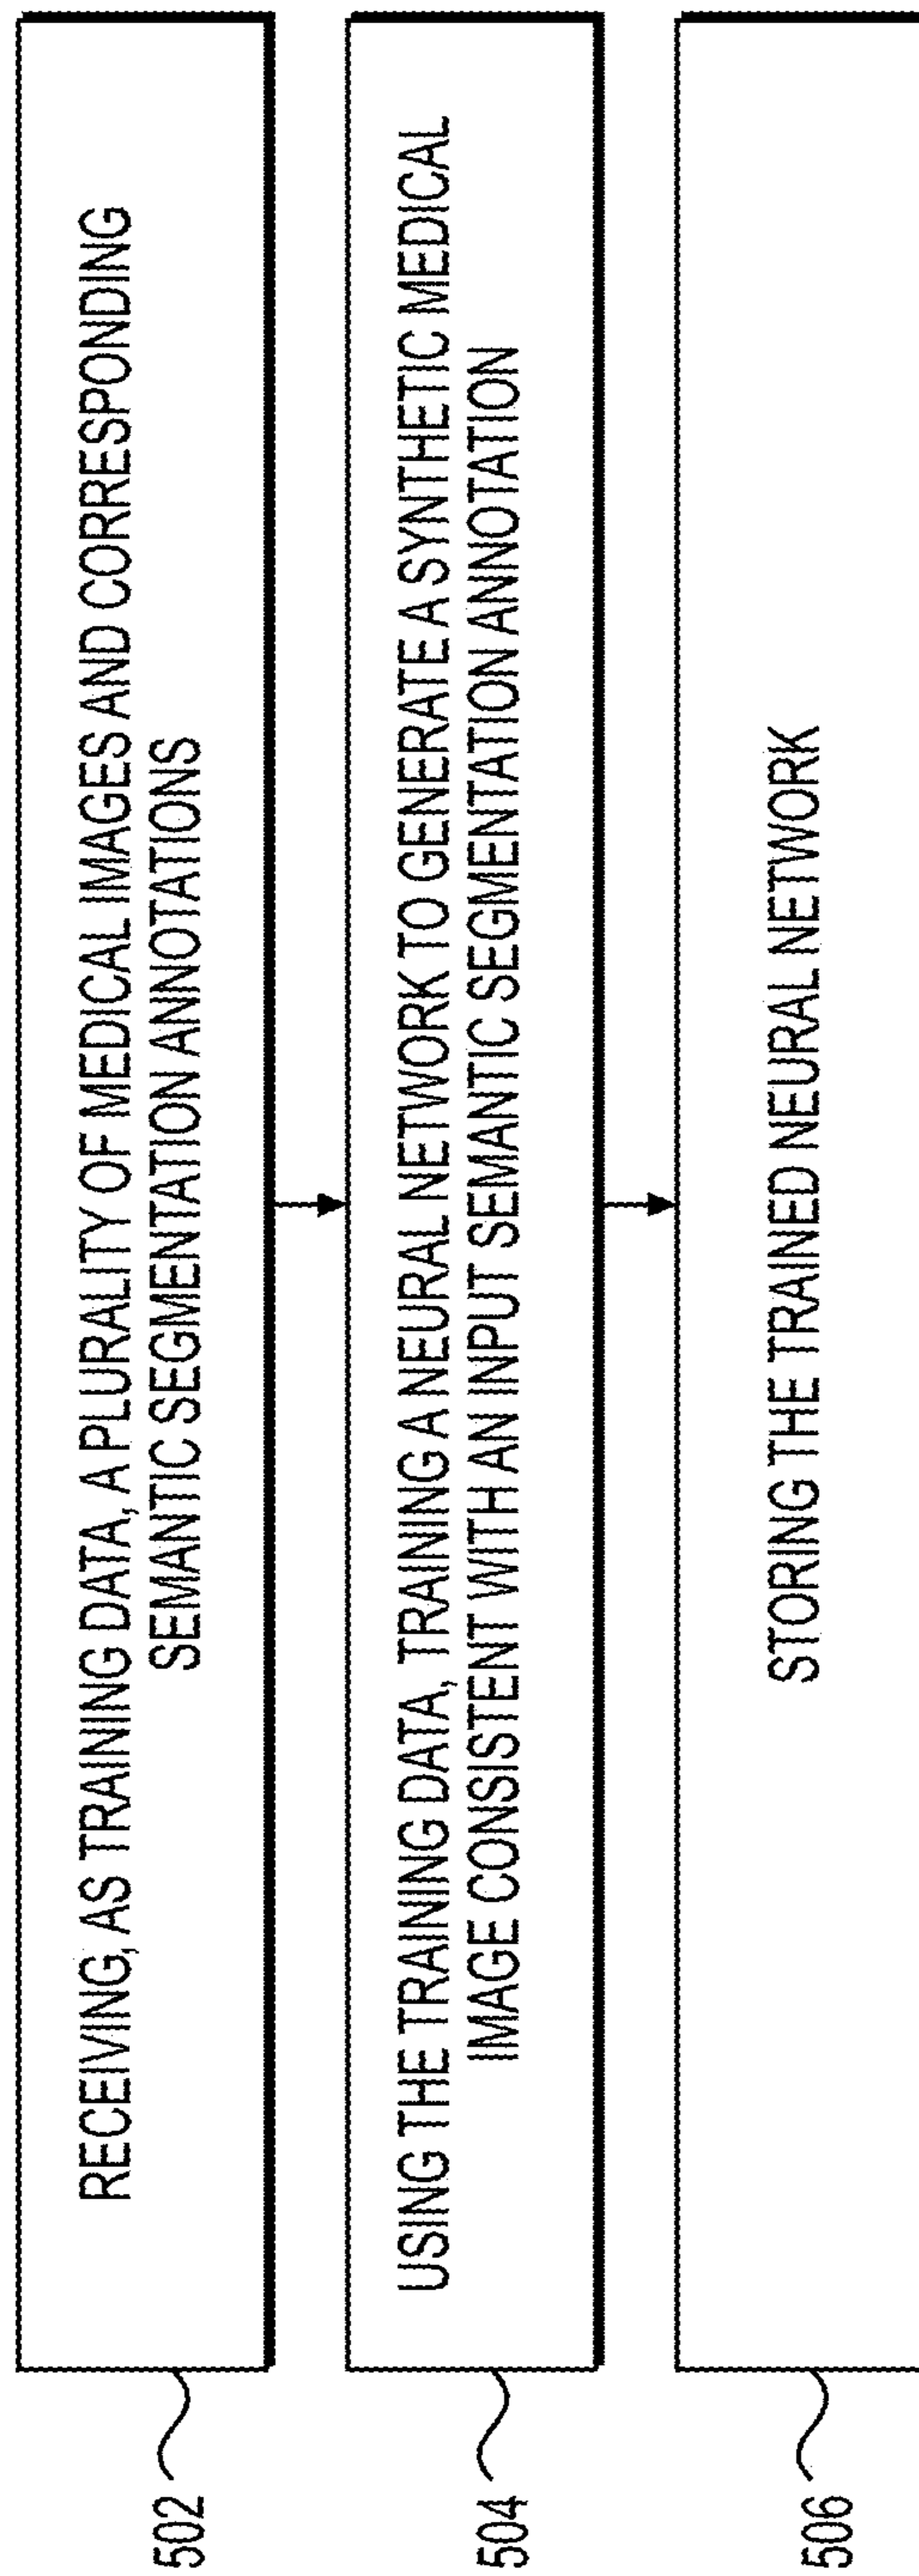 502
RECEIVING, AS TRAINING DATA, A PLURALITY OF MEDICAL IMAGES AND CORRESPONDING
SEMANTIC SEGMENTATION ANNOTATIONS
504
USING THE TRAINING DATA, TRAINING A NEURAL NETWORK TO GENERATE A SYNTHETIC MEDICAL
IMAGE CONSISTENT WITH AN INPUT SEMANTIC SEGMENTATION ANNOTATION
506
STORING THE TRAINED NEURAL NETWORK